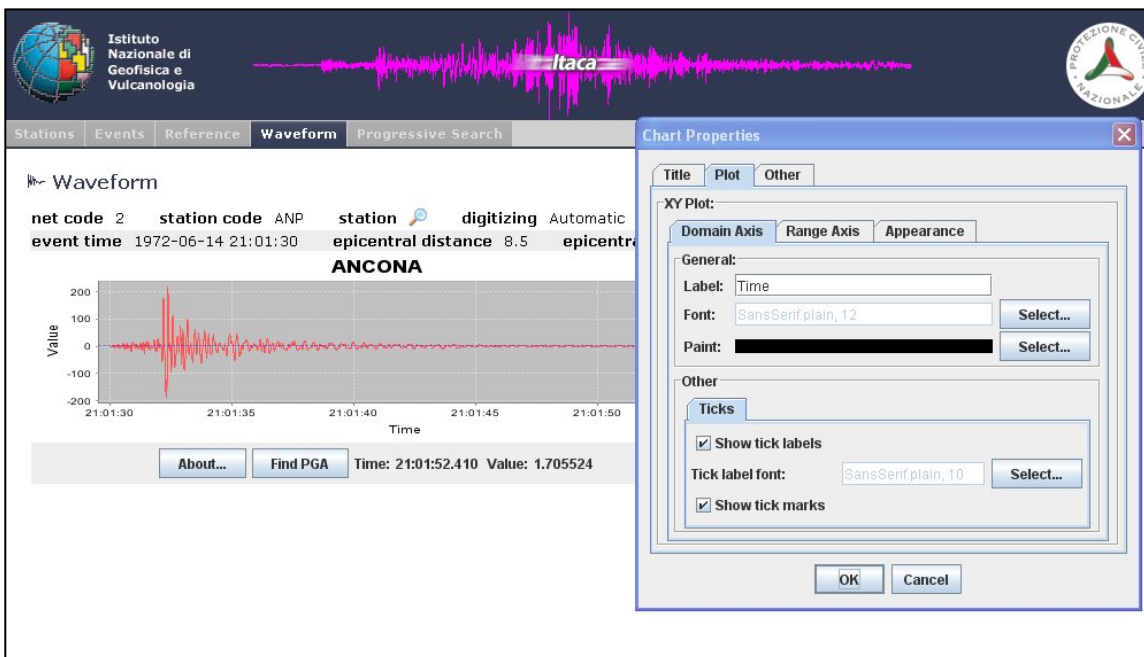 Istituto
Nazionale di
Geofisica e
Vulcanologia
Itaca
PROTEZIONE CIVILE
NAZIONALE
Stations Events Reference Waveform Progressive Search
Waveform
net code 2 station code ANP station digitizing Automatic
event time 1972-06-14 21:01:30 epicentral distance 8.5 epicentr
ANCONA
200
100
0
-100
-200
Value
21:01:30 21:01:35 21:01:40 21:01:45 21:01:50
Time
About... Find PGA Time: 21:01:52.410 Value: 1.705524
Chart Properties
Title Plot Other
XY Plot:
Domain Axis Range Axis Appearance
General:
Label: Time
Font: SansSerif.plain, 12 Select...
Paint: Select...
Other
Ticks
Show tick labels
Tick label font: SansSerif.plain, 10 Select...
Show tick marks
OK Cancel